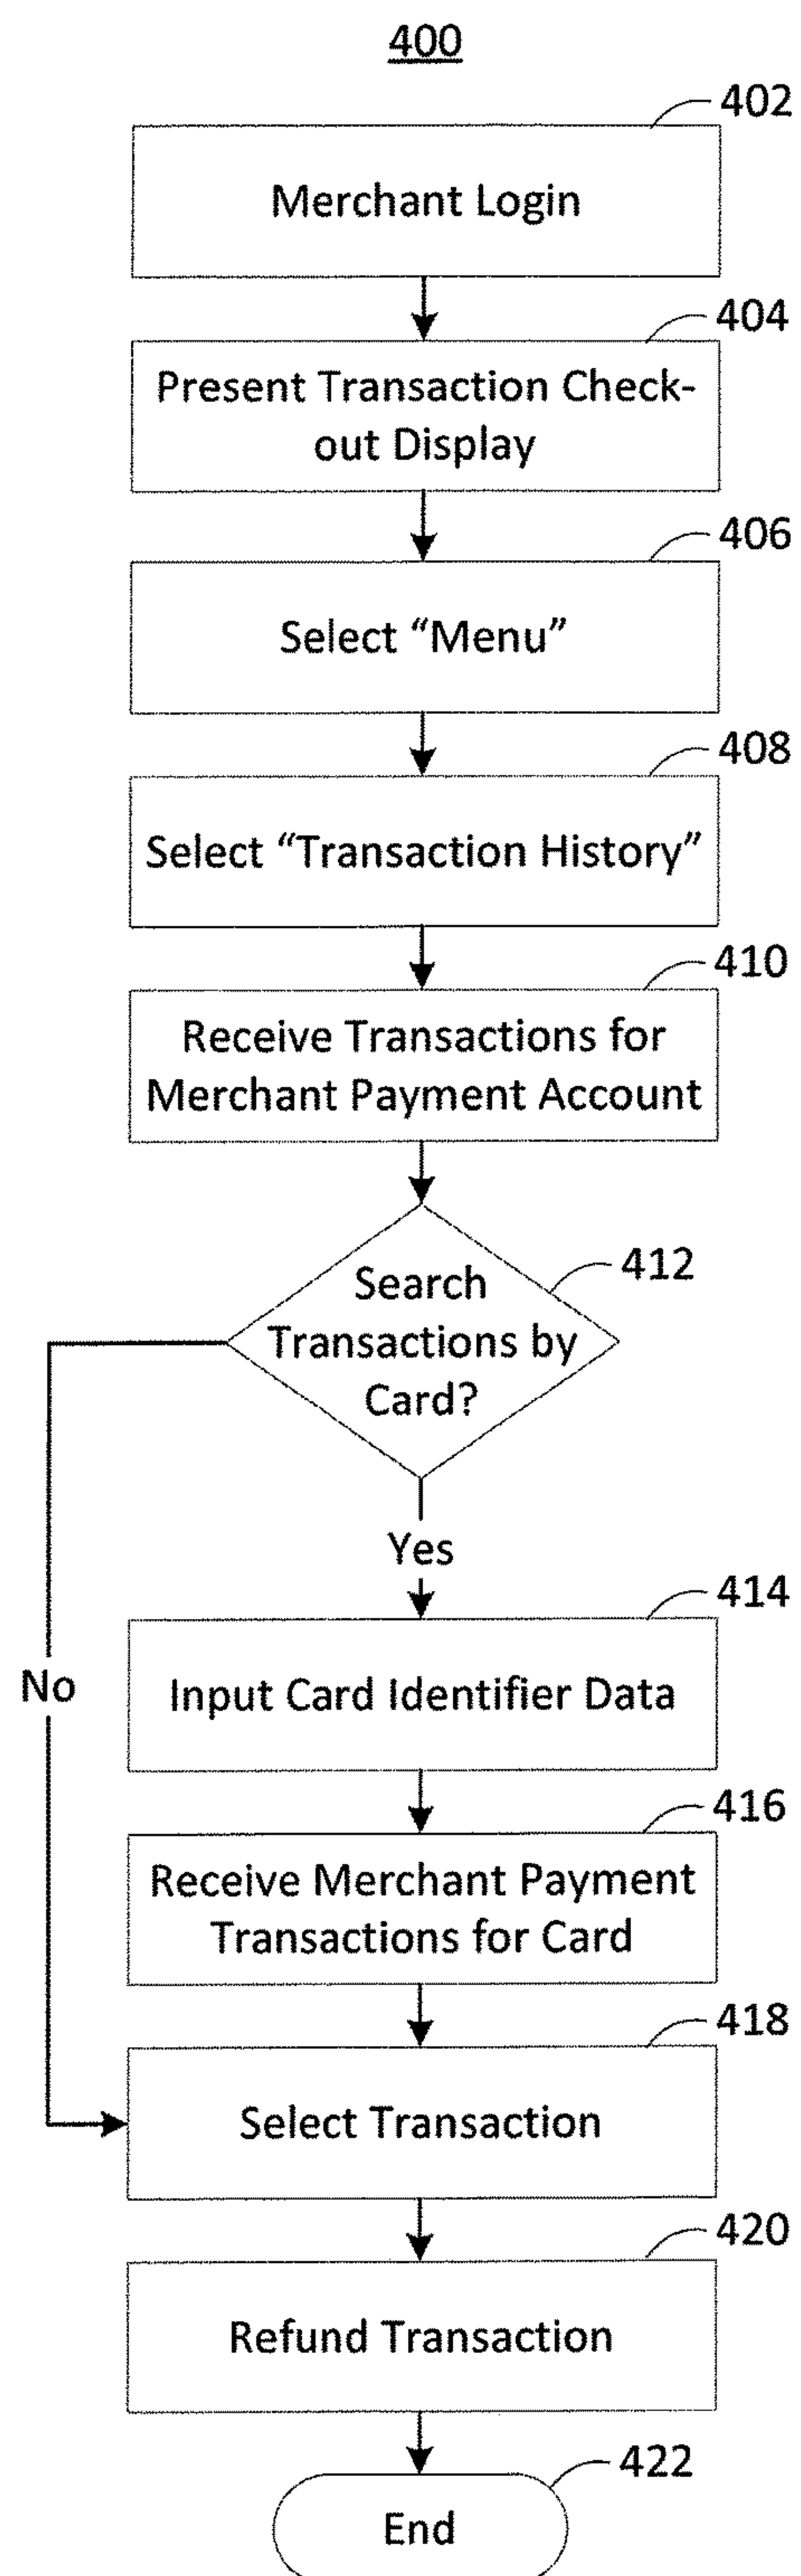 400
402
Merchant Login
404
Present Transaction Check-
out Display
406
Select “Menu”
408
Select “Transaction History”
410
Receive Transactions for
Merchant Payment Account
412
Search
Transactions by
Card?
Yes
No
414
Input Card Identifier Data
416
Receive Merchant Payment
Transactions for Card
418
Select Transaction
420
Refund Transaction
422
End